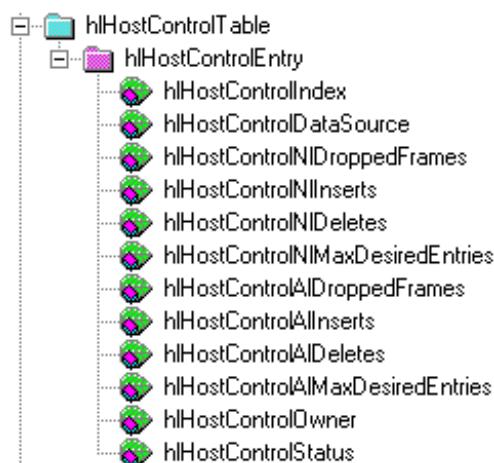 hlHostControlTable
hlHostControlEntry
hlHostControlIndex
hlHostControlDataSource
hlHostControlNlDroppedFrames
hlHostControlNlInserts
hlHostControlNlDeletes
hlHostControlNlMaxDesiredEntries
hlHostControlAlDroppedFrames
hlHostControlAlInserts
hlHostControlAlDeletes
hlHostControlAlMaxDesiredEntries
hlHostControlOwner
hlHostControlStatus